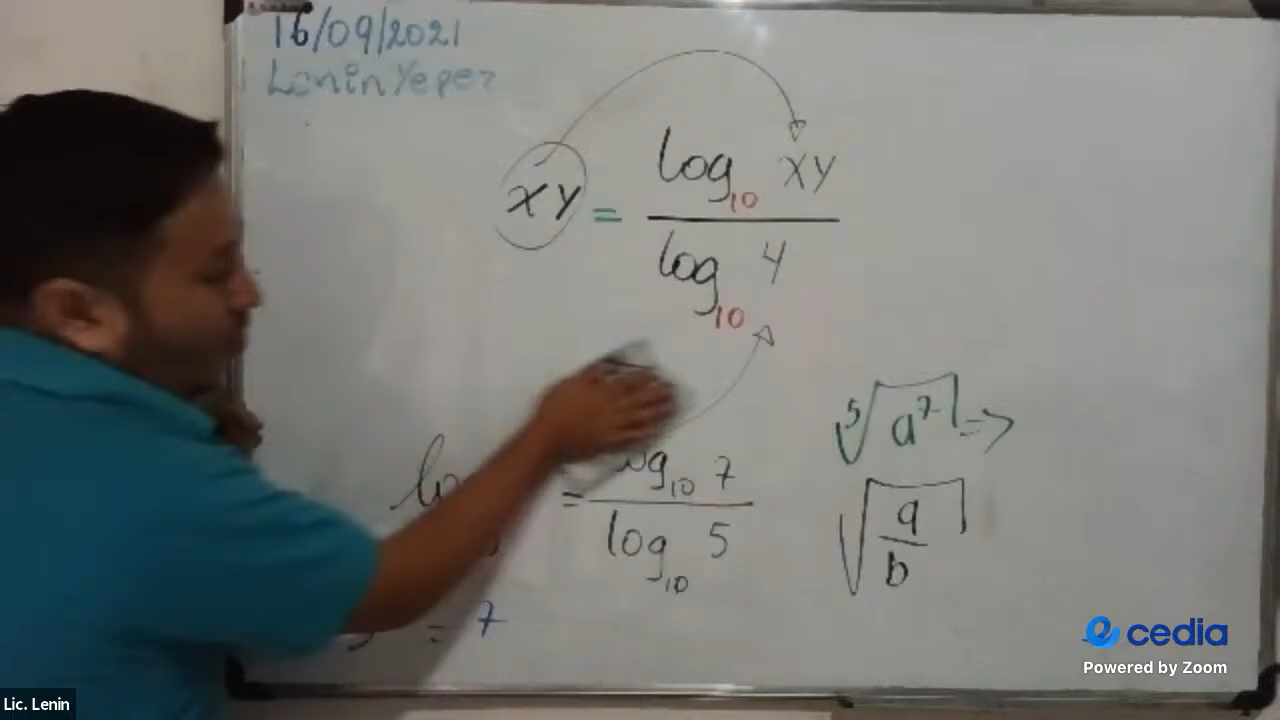 16/09/2021
Lenin Yepez
XY = log₁₀ XY
log₁₀ 4
⁵√a⁷ =>
= log₁₀ 7
log₁₀ 5
√a
b
= 7
cedia
Powered by Zoom
Lic. Lenin